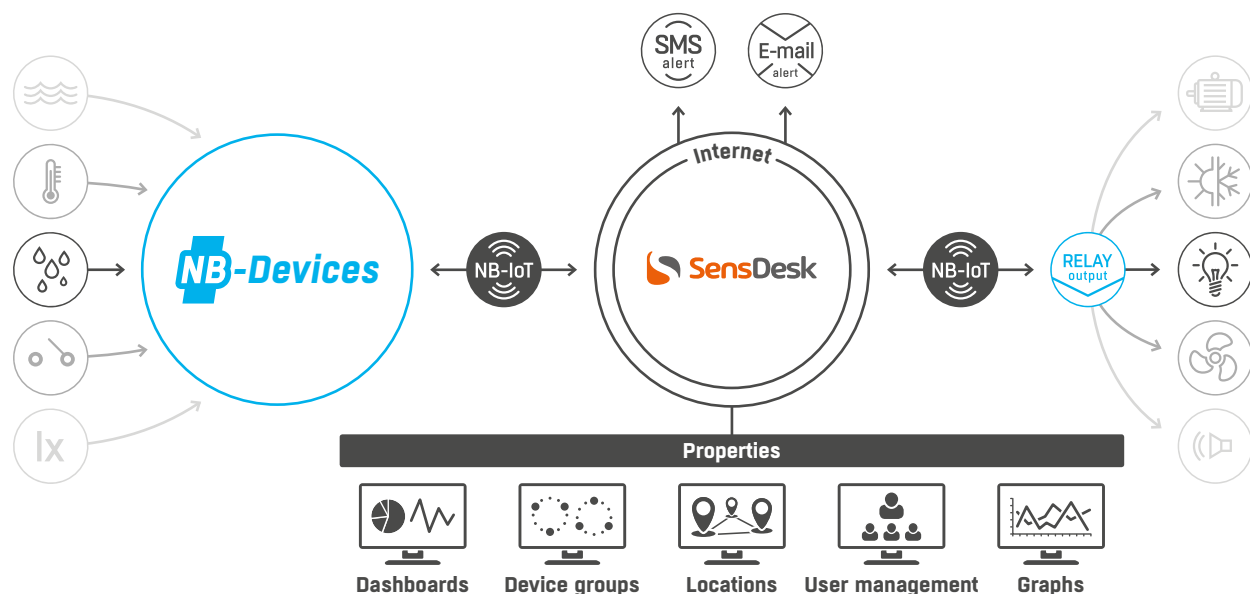 SMS
alert
E-mail
alert
Internet
NB-Devices
NB-IoT
SensDesk
NB-IoT
RELAY
output
lx
Properties
Dashboards
Device groups
Locations
User management
Graphs